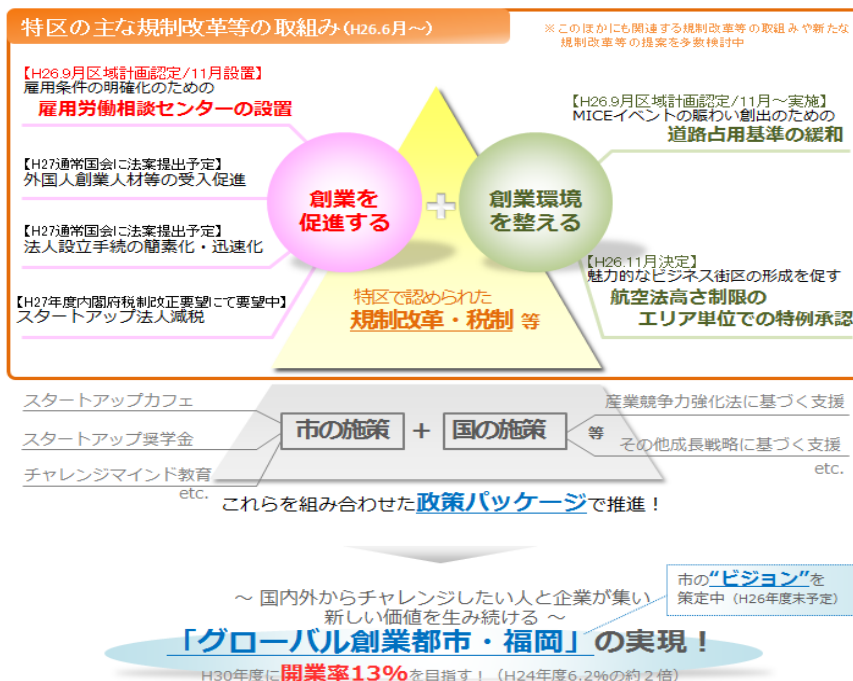 特区の主な規制改革等の取組み(H26.6月～)
※このほかにも関連する規制改革等の取組みや新たな
規制改革等の提案を多数検討中
【H26.9月区域計画認定/11月設置】
雇用条件の明確化のための
雇用労働相談センターの設置
【H27通常国会に法案提出予定】
外国人創業人材等の受入促進
【H27通常国会に法案提出予定】
法人設立手続の簡素化・迅速化
【H27年度内閣府税制改正要望にて要望中】
スタートアップ法人減税
創業を
促進する
+
創業環境
を整える
【H26.9月区域計画認定/11月～実施】
MICEイベントの賑わい創出のための
道路占用基準の緩和
【H26.11月決定】
魅力的なビジネス街区の形成を促す
航空法高さ制限の
エリア単位での特例承認
特区で認められた
規制改革・税制 等
スタートアップカフェ
スタートアップ奨学金
チャレンジマインド教育
etc.
市の施策 + 国の施策 等
産業競争力強化法に基づく支援
その他成長戦略に基づく支援
etc.
これらを組み合わせた政策パッケージで推進！
市の"ビジョン"を
策定中（H26年度末予定）
～ 国内外からチャレンジしたい人と企業が集い
新しい価値を生み続ける ～
「グローバル創業都市・福岡」の実現！
H30年度に開業率13%を目指す！（H24年度6.2%の約２倍）